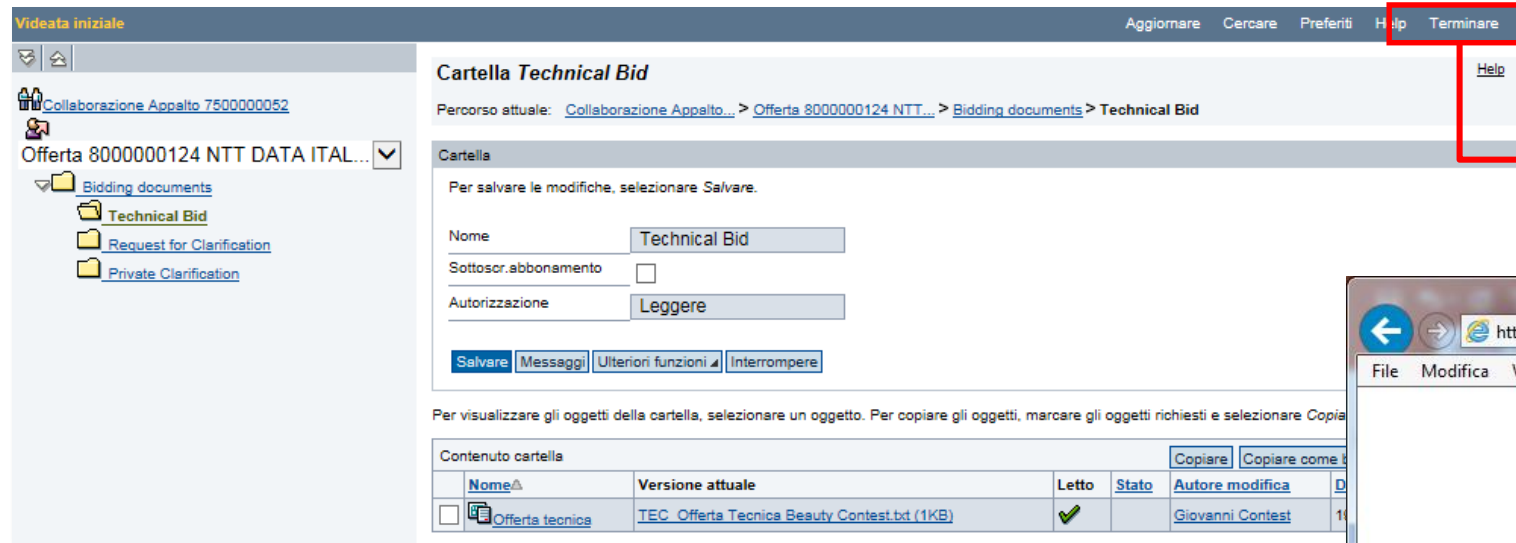 Videata iniziale
Aggiornare Cercare Preferiti Help Terminare
Collaborazione Appalto 7500000052
Offerta 8000000124 NTT DATA ITAL...
Bidding documents
Technical Bid
Request for Clarification
Private Clarification
Cartella Technical Bid
Help
Percorso attuale: Collaborazione Appalto... > Offerta 8000000124 NTT... > Bidding documents > Technical Bid
Cartella
Per salvare le modifiche, selezionare Salvare.
Nome Technical Bid
Sottoscr.abbonamento
Autorizzazione Leggere
Salvare Messaggi Ulteriori funzioni Interrompere
Per visualizzare gli oggetti della cartella, selezionare un oggetto. Per copiare gli oggetti, marcare gli oggetti richiesti e selezionare Copia
Contenuto cartella Copiare Copiare come
Nome Versione attuale Letto Stato Autore modifica
Offerta tecnica TEC_Offerta Tecnica Beauty Contest.txt (1KB) Giovanni Contest
htt
File Modifica